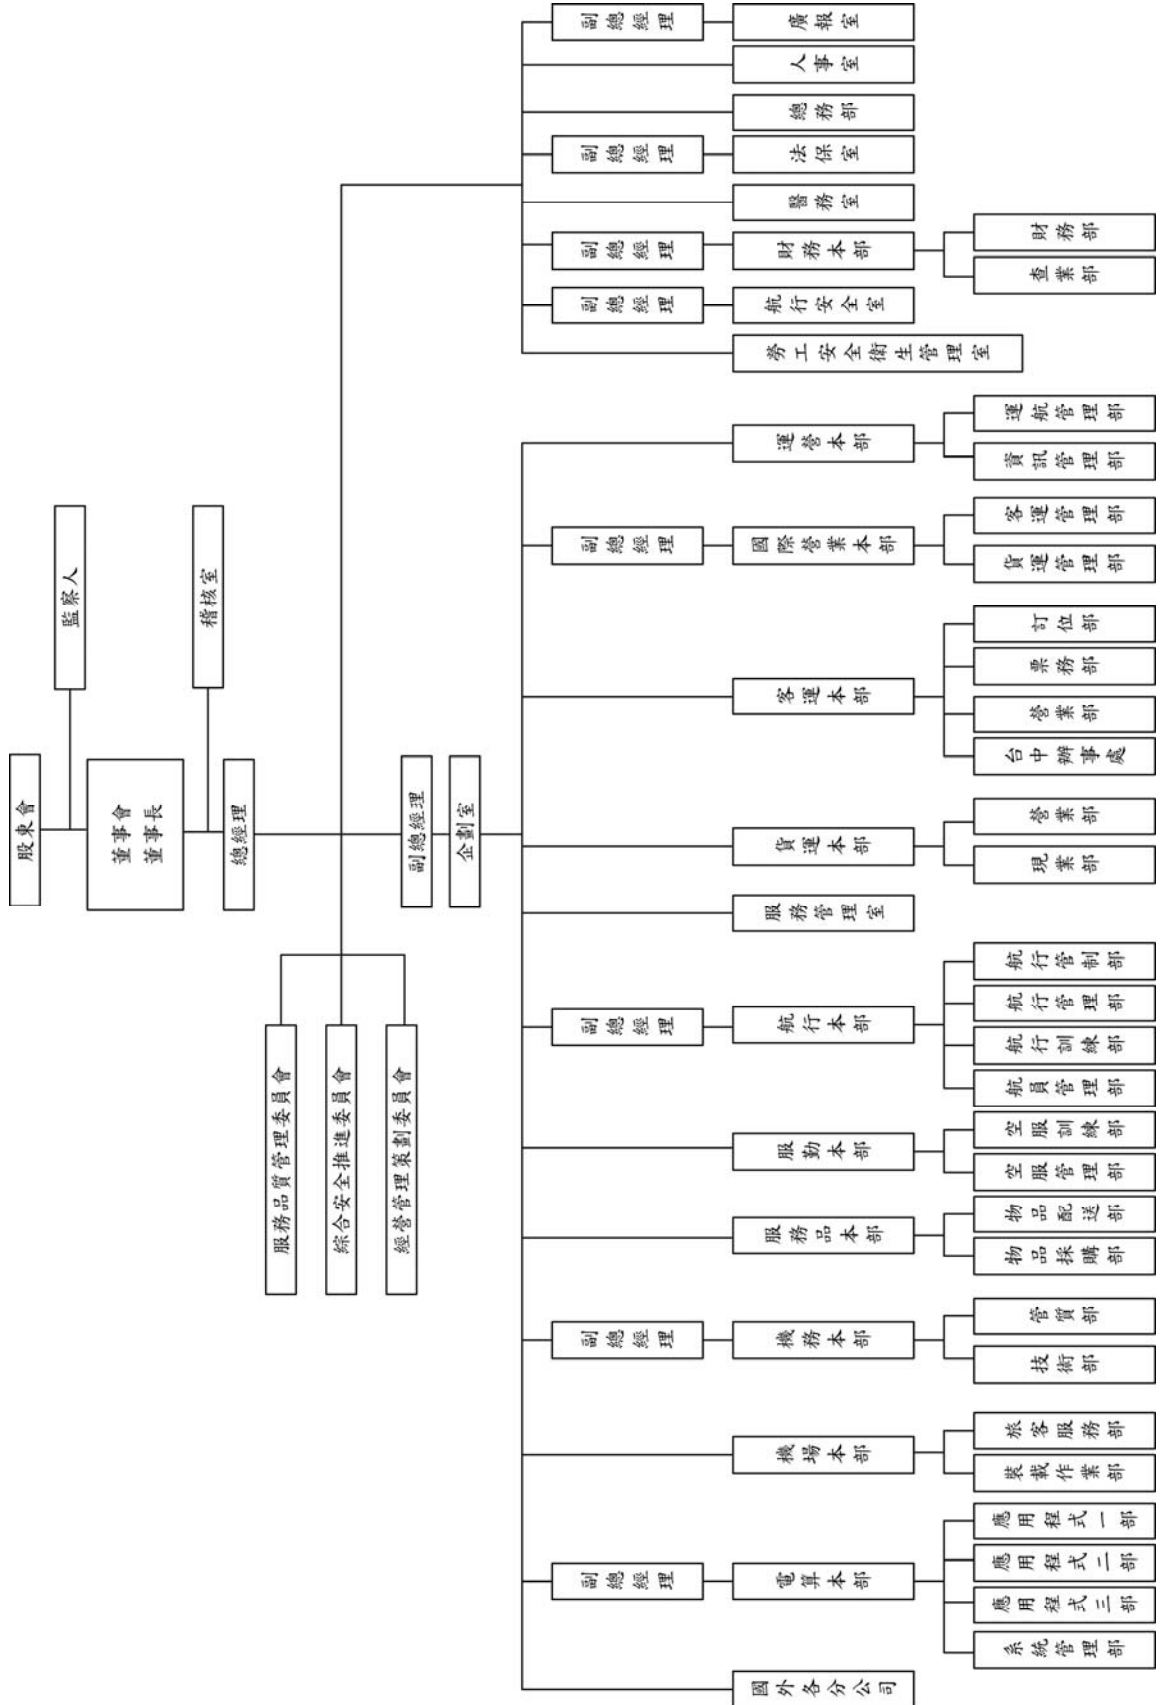 股東會
監察人
董事會
董事長
稽核室
總經理
服務品質管理委員會
綜合安全推進委員會
經營管理策劃委員會
副總經理
企劃室
國外各分公司
副總經理
電算本部
系統管理部
應用程式三部
應用程式二部
應用程式一部
機場本部
裝載作業部
旅客服務部
副總經理
機務本部
技術部
管質部
服務品本部
物品採購部
物品配送部
服勤本部
空服管理部
空服訓練部
副總經理
航行本部
航員管理部
航行訓練部
航行管理部
航行管制部
服務管理室
貨運本部
現業部
營業部
客運本部
台中辦事處
營業部
票務部
訂位部
副總經理
國際營業本部
貨運管理部
客運管理部
運營本部
資訊管理部
運航管理部
勞工安全衛生管理室
副總經理
航行安全室
副總經理
財務本部
查業部
財務部
醫務室
副總經理
法保室
總務部
人事室
副總經理
廣報室